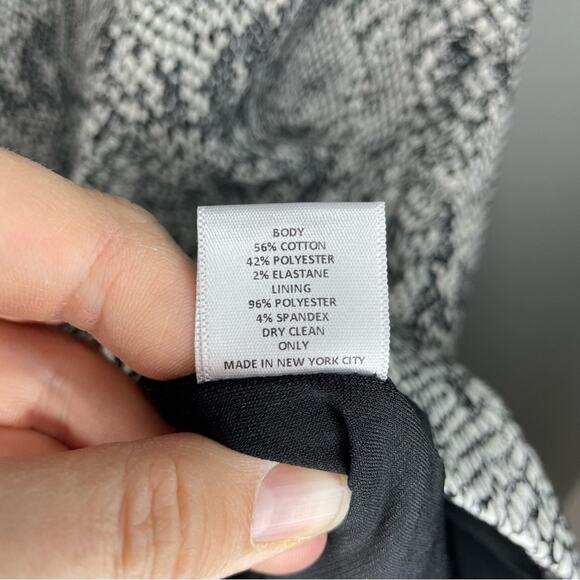 BODY
56% COTTON
42% POLYESTER
2% ELASTANE
LINING
96% POLYESTER
4% SPANDEX
DRY CLEAN
ONLY
MADE IN NEW YORK CITY